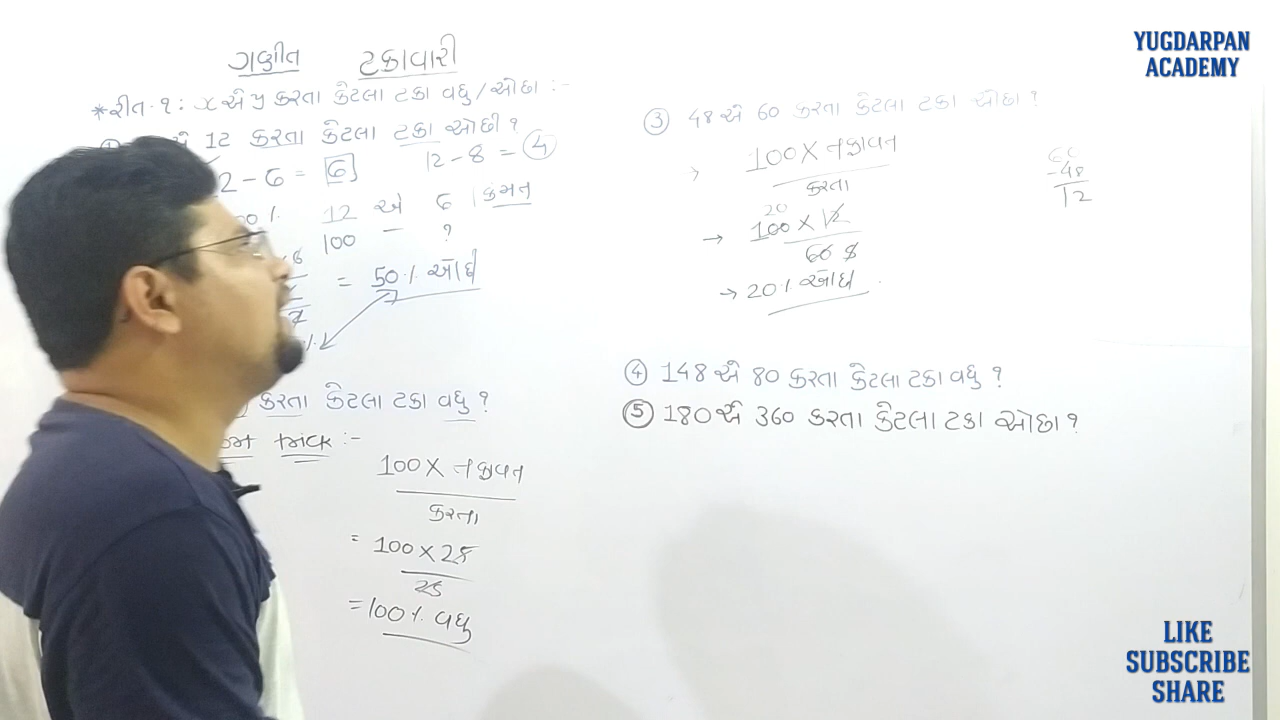 YUGDARPAN
ACADEMY
ગણીત ટકાવારી
*રીત-૧ : x એ y કરતા કેટલા ટકા વધુ/ઓછા :-
12 કરતા કેટલા ટકા ઓછી ?
2 - 6 = 6 12 - 8 = 4
12 એ 6 કિંમત
100 — ?
= 50% ઓછા
કરતા કેટલા ટકા વધુ ?
ટ્રીક :-
100 X તફાવત
કરતા
= 100 X 25
25
= 100% વધુ
③ 48 એ 60 કરતા કેટલા ટકા ઓછા ?
→ 100 X તફાવત
કરતા
60
-48
12
20
→ 100 X 12
60
→ 20% ઓછા
④ 148 એ 80 કરતા કેટલા ટકા વધુ ?
⑤ 180 એ 360 કરતા કેટલા ટકા ઓછા ?
LIKE
SUBSCRIBE
SHARE